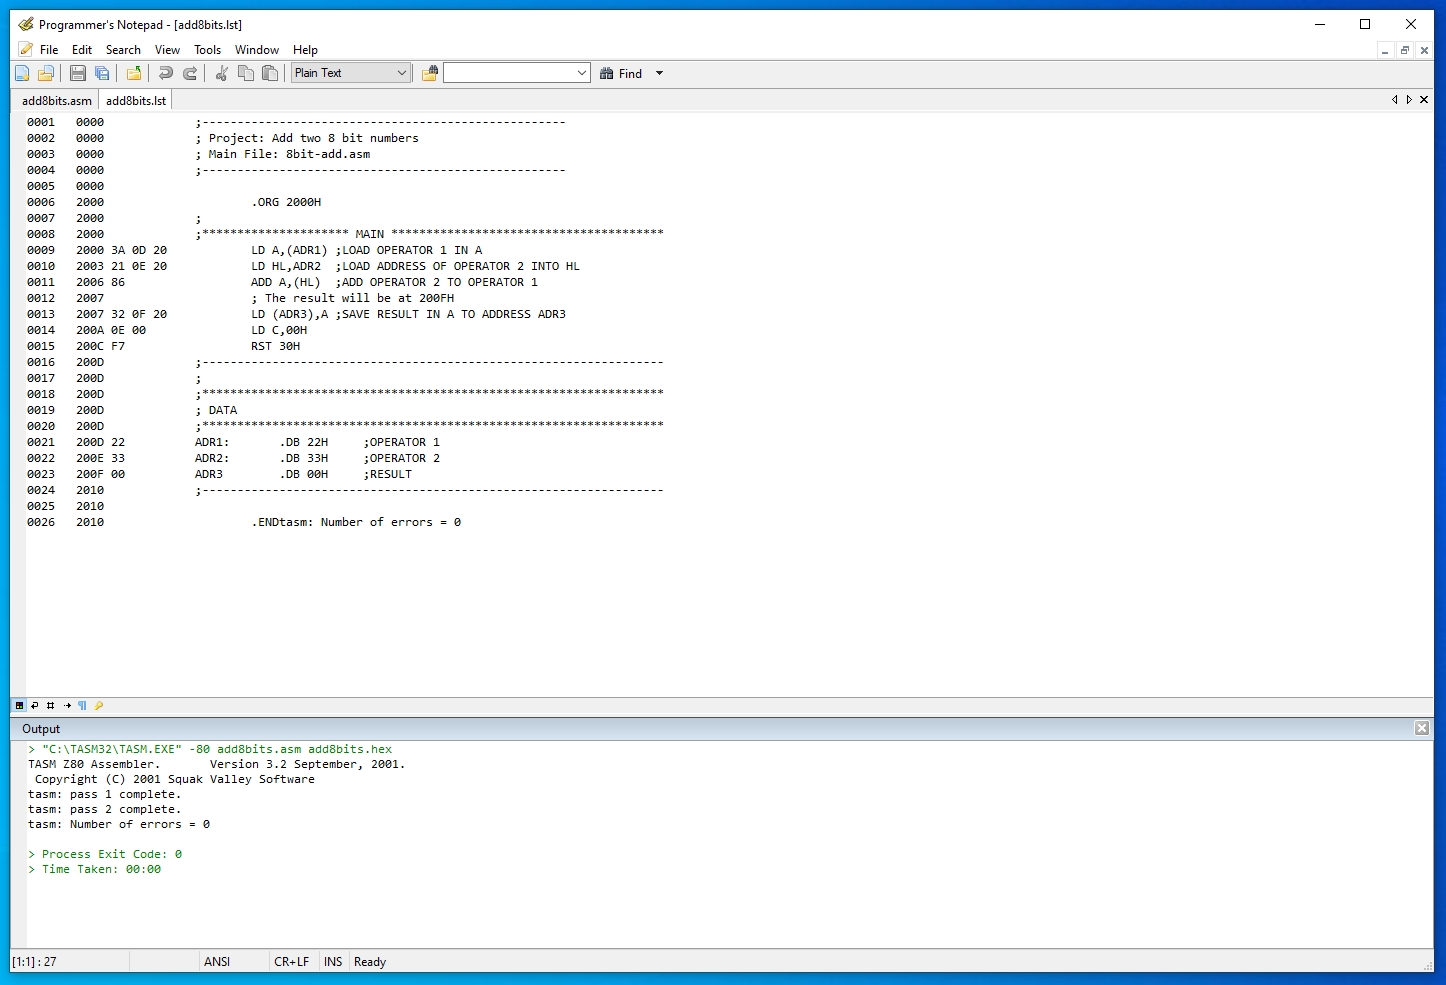 Programmer's Notepad - [add8bits.lst]
File Edit Search View Tools Window Help
Plain Text Find
add8bits.asm add8bits.lst
0001   0000             ;----------------------------------------------------
0002   0000             ; Project: Add two 8 bit numbers
0003   0000             ; Main File: 8bit-add.asm
0004   0000             ;----------------------------------------------------
0005   0000
0006   2000                     .ORG 2000H
0007   2000             ;
0008   2000             ;********************* MAIN ***************************************
0009   2000 3A 0D 20            LD A,(ADR1) ;LOAD OPERATOR 1 IN A
0010   2003 21 0E 20            LD HL,ADR2  ;LOAD ADDRESS OF OPERATOR 2 INTO HL
0011   2006 86                  ADD A,(HL)  ;ADD OPERATOR 2 TO OPERATOR 1
0012   2007                     ; The result will be at 200FH
0013   2007 32 0F 20            LD (ADR3),A ;SAVE RESULT IN A TO ADDRESS ADR3
0014   200A 0E 00               LD C,00H
0015   200C F7                  RST 30H
0016   200D             ;------------------------------------------------------------------
0017   200D             ;
0018   200D             ;******************************************************************
0019   200D             ; DATA
0020   200D             ;******************************************************************
0021   200D 22          ADR1:       .DB 22H     ;OPERATOR 1
0022   200E 33          ADR2:       .DB 33H     ;OPERATOR 2
0023   200F 00          ADR3        .DB 00H     ;RESULT
0024   2010             ;------------------------------------------------------------------
0025   2010
0026   2010                     .ENDtasm: Number of errors = 0
Output
> "C:\TASM32\TASM.EXE" -80 add8bits.asm add8bits.hex
TASM Z80 Assembler.       Version 3.2 September, 2001.
 Copyright (C) 2001 Squak Valley Software
tasm: pass 1 complete.
tasm: pass 2 complete.
tasm: Number of errors = 0
> Process Exit Code: 0
> Time Taken: 00:00
[1:1] : 27 ANSI CR+LF INS Ready